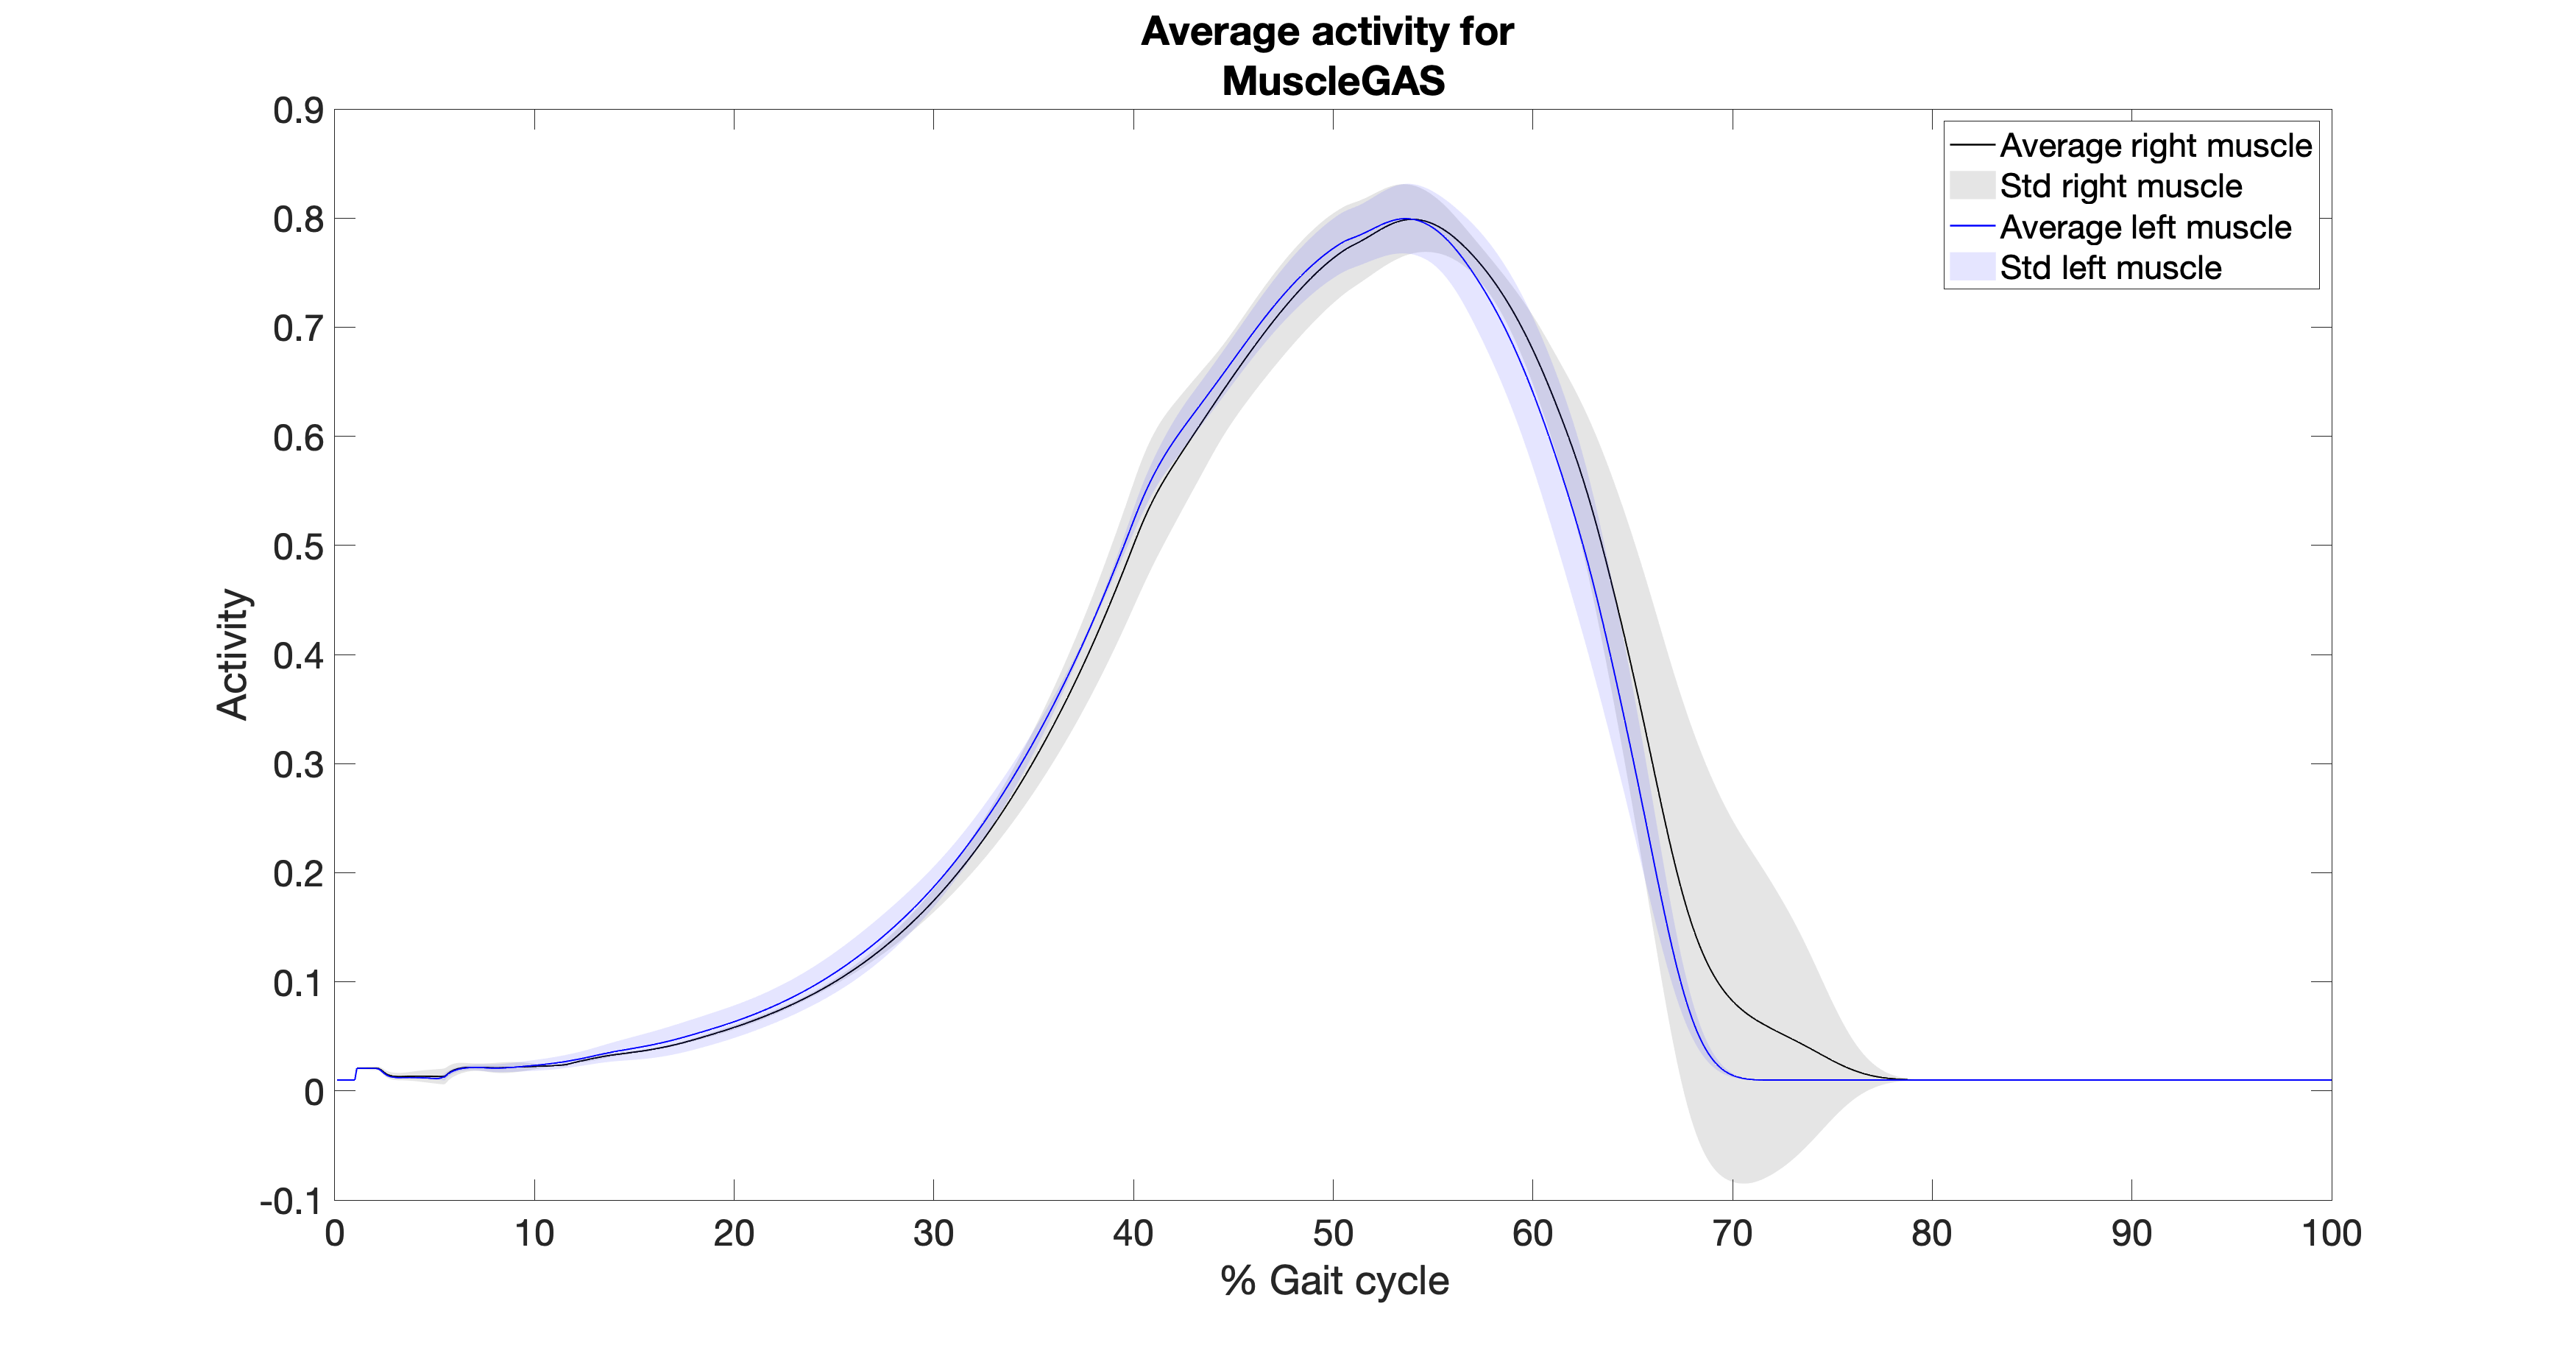 Average activity for
MuscleGAS
0.9
0.8
0.7
0.6
0.5
0.4
0.3
0.2
0.1
0
-0.1
Activity
0 10 20 30 40 50 60 70 80 90 100
% Gait cycle
Average right muscle
Std right muscle
Average left muscle
Std left muscle